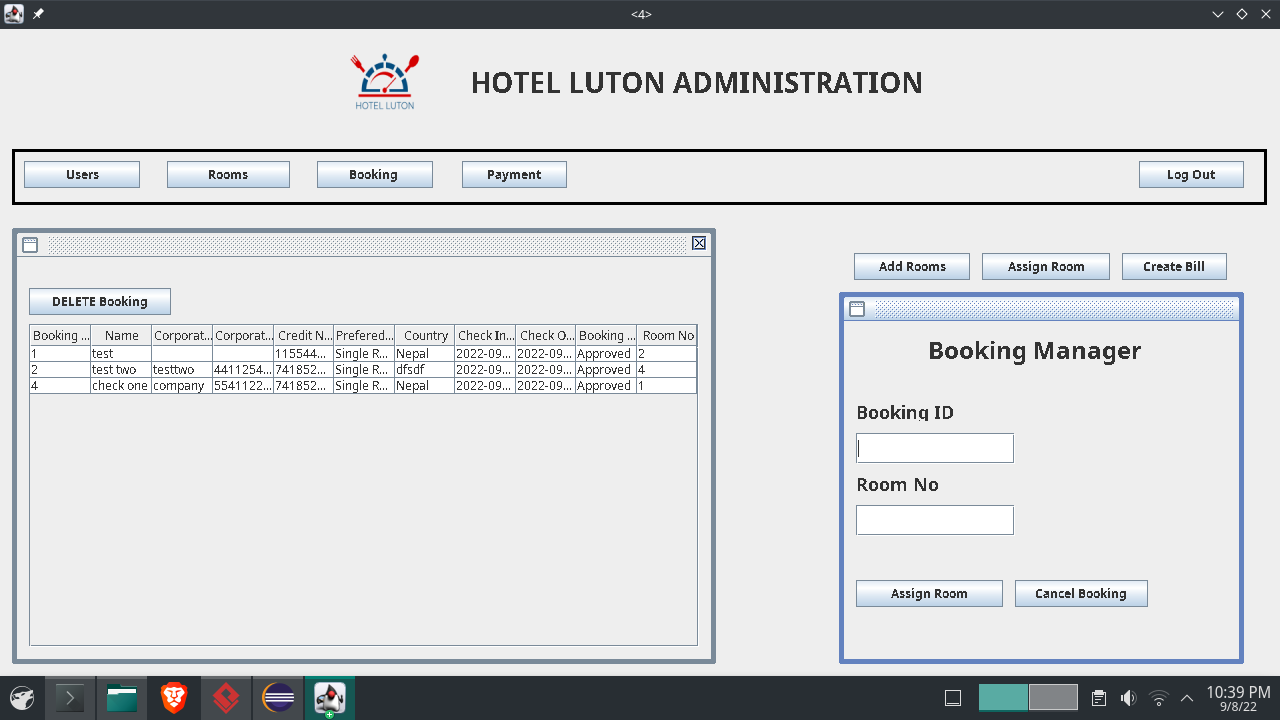 <4>
HOTEL LUTON
HOTEL LUTON ADMINISTRATION
Users Rooms Booking Payment Log Out
Add Rooms Assign Room Create Bill
DELETE Booking
Booking ... Name Corporat... Corporat... Credit N... Prefered... Country Check In... Check O... Booking ... Room No
1 test 115544... Single R... Nepal 2022-09... 2022-09... Approved 2
2 test two testtwo 4411254... 741852... Single R... dfsdf 2022-09... 2022-09... Approved 4
4 check one company 5541122... 741852... Single R... Nepal 2022-09... 2022-09... Approved 1
Booking Manager
Booking ID
Room No
Assign Room Cancel Booking
10:39 PM
9/8/22